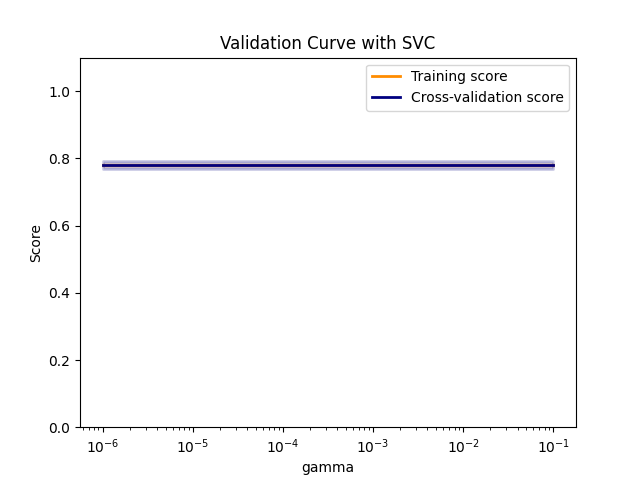 Validation Curve with SVC
Training score
Cross-validation score
Score
1.0
0.8
0.6
0.4
0.2
0.0
10⁻⁶ 10⁻⁵ 10⁻⁴ 10⁻³ 10⁻² 10⁻¹
gamma